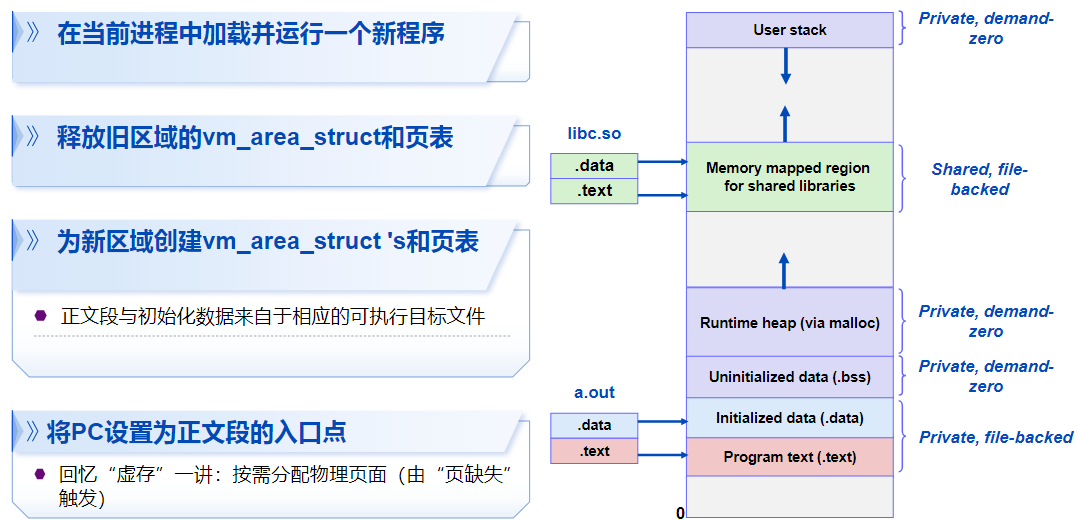 在当前进程中加载并运行一个新程序
释放旧区域的vm_area_struct和页表
为新区域创建vm_area_struct 's和页表
正文段与初始化数据来自于相应的可执行目标文件
将PC设置为正文段的入口点
回忆“虚存”一讲：按需分配物理页面（由“页缺失”
触发）
User stack
Private, demand-
zero
libc.so
.data
.text
Memory mapped region
for shared libraries
Shared, file-
backed
Runtime heap (via malloc)
Private, demand-
zero
Uninitialized data (.bss)
Private, demand-
zero
a.out
.data
.text
Initialized data (.data)
Program text (.text)
Private, file-backed
0